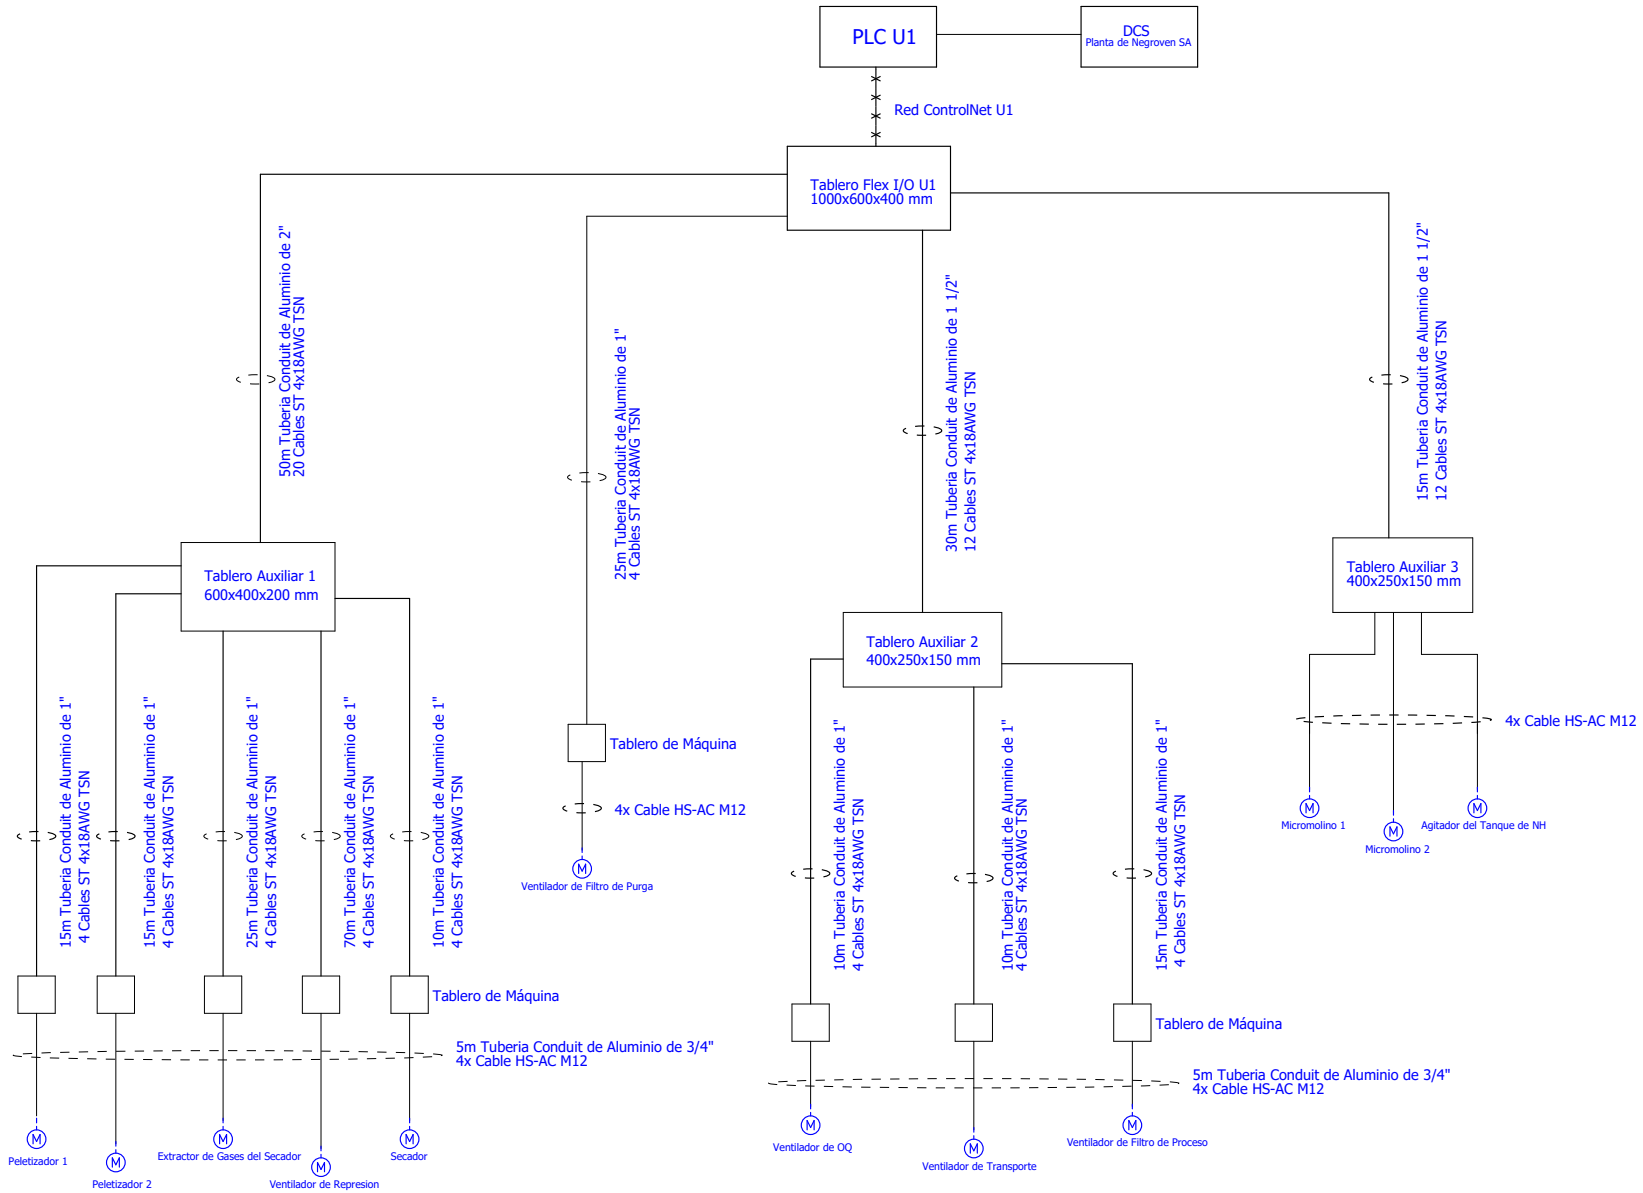 PLC U1
DCS
Planta de Negroven SA
Red ControlNet U1
Tablero Flex I/O U1
1000x600x400 mm
50m Tuberia Conduit de Aluminio de 2"
20 Cables ST 4x18AWG TSN
25m Tuberia Conduit de Aluminio de 1"
4 Cables ST 4x18AWG TSN
30m Tuberia Conduit de Aluminio de 1 1/2"
12 Cables ST 4x18AWG TSN
15m Tuberia Conduit de Aluminio de 1 1/2"
12 Cables ST 4x18AWG TSN
Tablero Auxiliar 1
600x400x200 mm
Tablero Auxiliar 2
400x250x150 mm
Tablero Auxiliar 3
400x250x150 mm
15m Tuberia Conduit de Aluminio de 1"
4 Cables ST 4x18AWG TSN
15m Tuberia Conduit de Aluminio de 1"
4 Cables ST 4x18AWG TSN
25m Tuberia Conduit de Aluminio de 1"
4 Cables ST 4x18AWG TSN
70m Tuberia Conduit de Aluminio de 1"
4 Cables ST 4x18AWG TSN
10m Tuberia Conduit de Aluminio de 1"
4 Cables ST 4x18AWG TSN
Tablero de Máquina
4x Cable HS-AC M12
M
Ventilador de Filtro de Purga
10m Tuberia Conduit de Aluminio de 1"
4 Cables ST 4x18AWG TSN
10m Tuberia Conduit de Aluminio de 1"
4 Cables ST 4x18AWG TSN
15m Tuberia Conduit de Aluminio de 1"
4 Cables ST 4x18AWG TSN
4x Cable HS-AC M12
M
Micromolino 1
M
Micromolino 2
M
Agitador del Tanque de NH
Tablero de Máquina
5m Tuberia Conduit de Aluminio de 3/4"
4x Cable HS-AC M12
M
Peletizador 1
M
Peletizador 2
M
Extractor de Gases del Secador
M
Ventilador de Represion
M
Secador
Tablero de Máquina
5m Tuberia Conduit de Aluminio de 3/4"
4x Cable HS-AC M12
M
Ventilador de OQ
M
Ventilador de Transporte
M
Ventilador de Filtro de Proceso